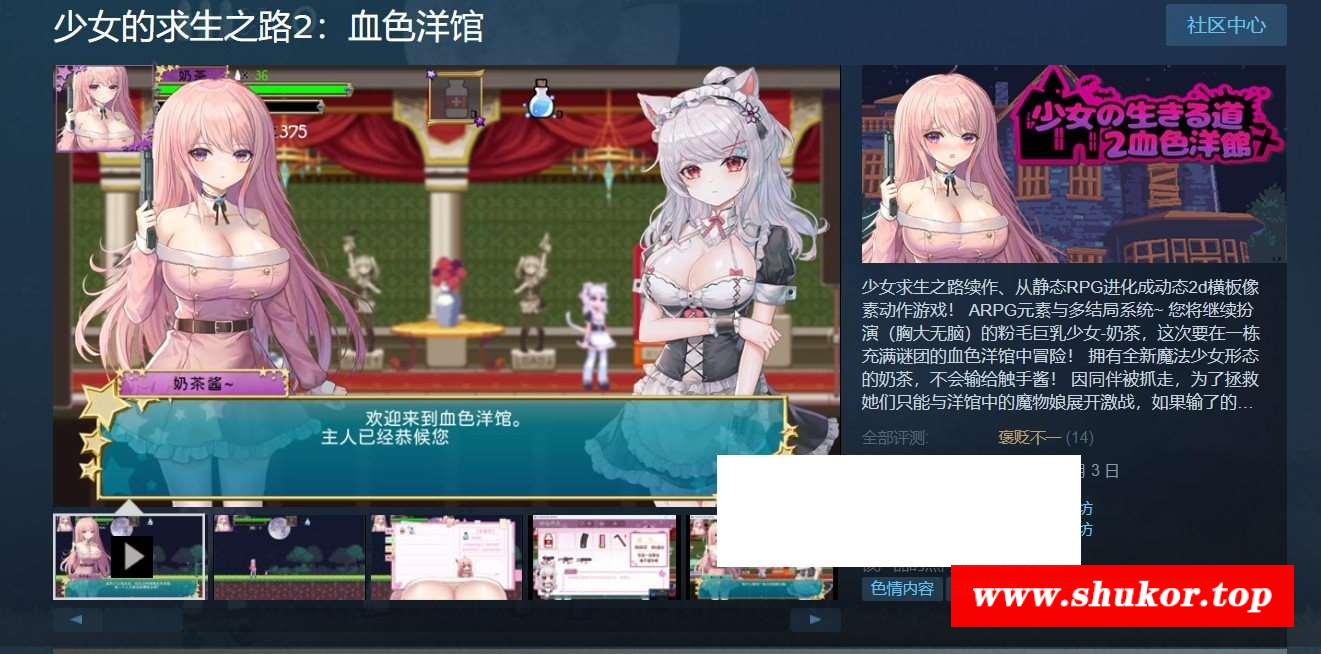 少女的求生之路2：血色洋馆
社区中心
奶茶
36
375
奶茶酱~
欢迎来到血色洋馆。
主人已经恭候您
少女の生きる道
2血色洋館
少女求生之路续作、从静态RPG进化成动态2d横板像
素动作游戏！ ARPG元素与多结局系统~ 您将继续扮
演（胸大无脑）的粉毛巨乳少女-奶茶，这次要在一栋
充满谜团的血色洋馆中冒险！ 拥有全新魔法少女形态
的奶茶，不会输给触手酱！ 因同伴被抓走，为了拯救
她们只能与洋馆中的魔物娘展开激战，如果输了的...
全部评测:
褒贬不一 (14)
月 3 日
坊
坊
色情内容
www.shukor.top